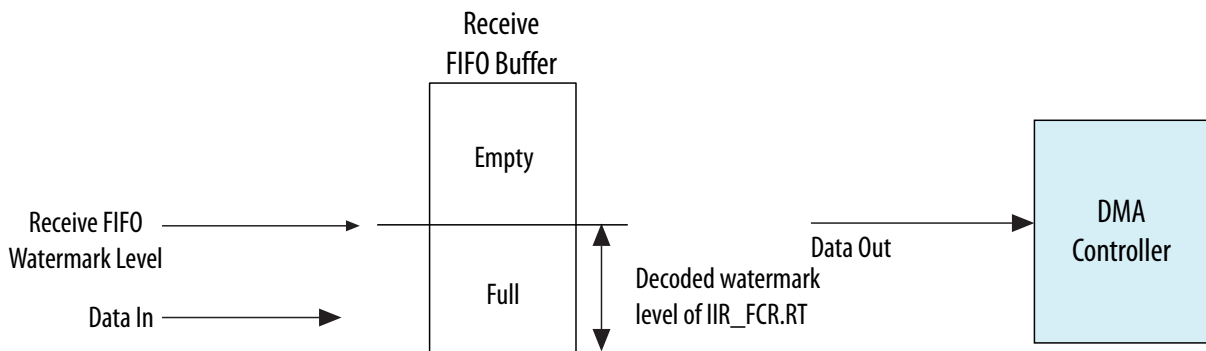 Receive
FIFO Buffer
Empty
Receive FIFO
Watermark Level
Data In
Full
Decoded watermark
level of IIR_FCR.RT
Data Out
DMA
Controller